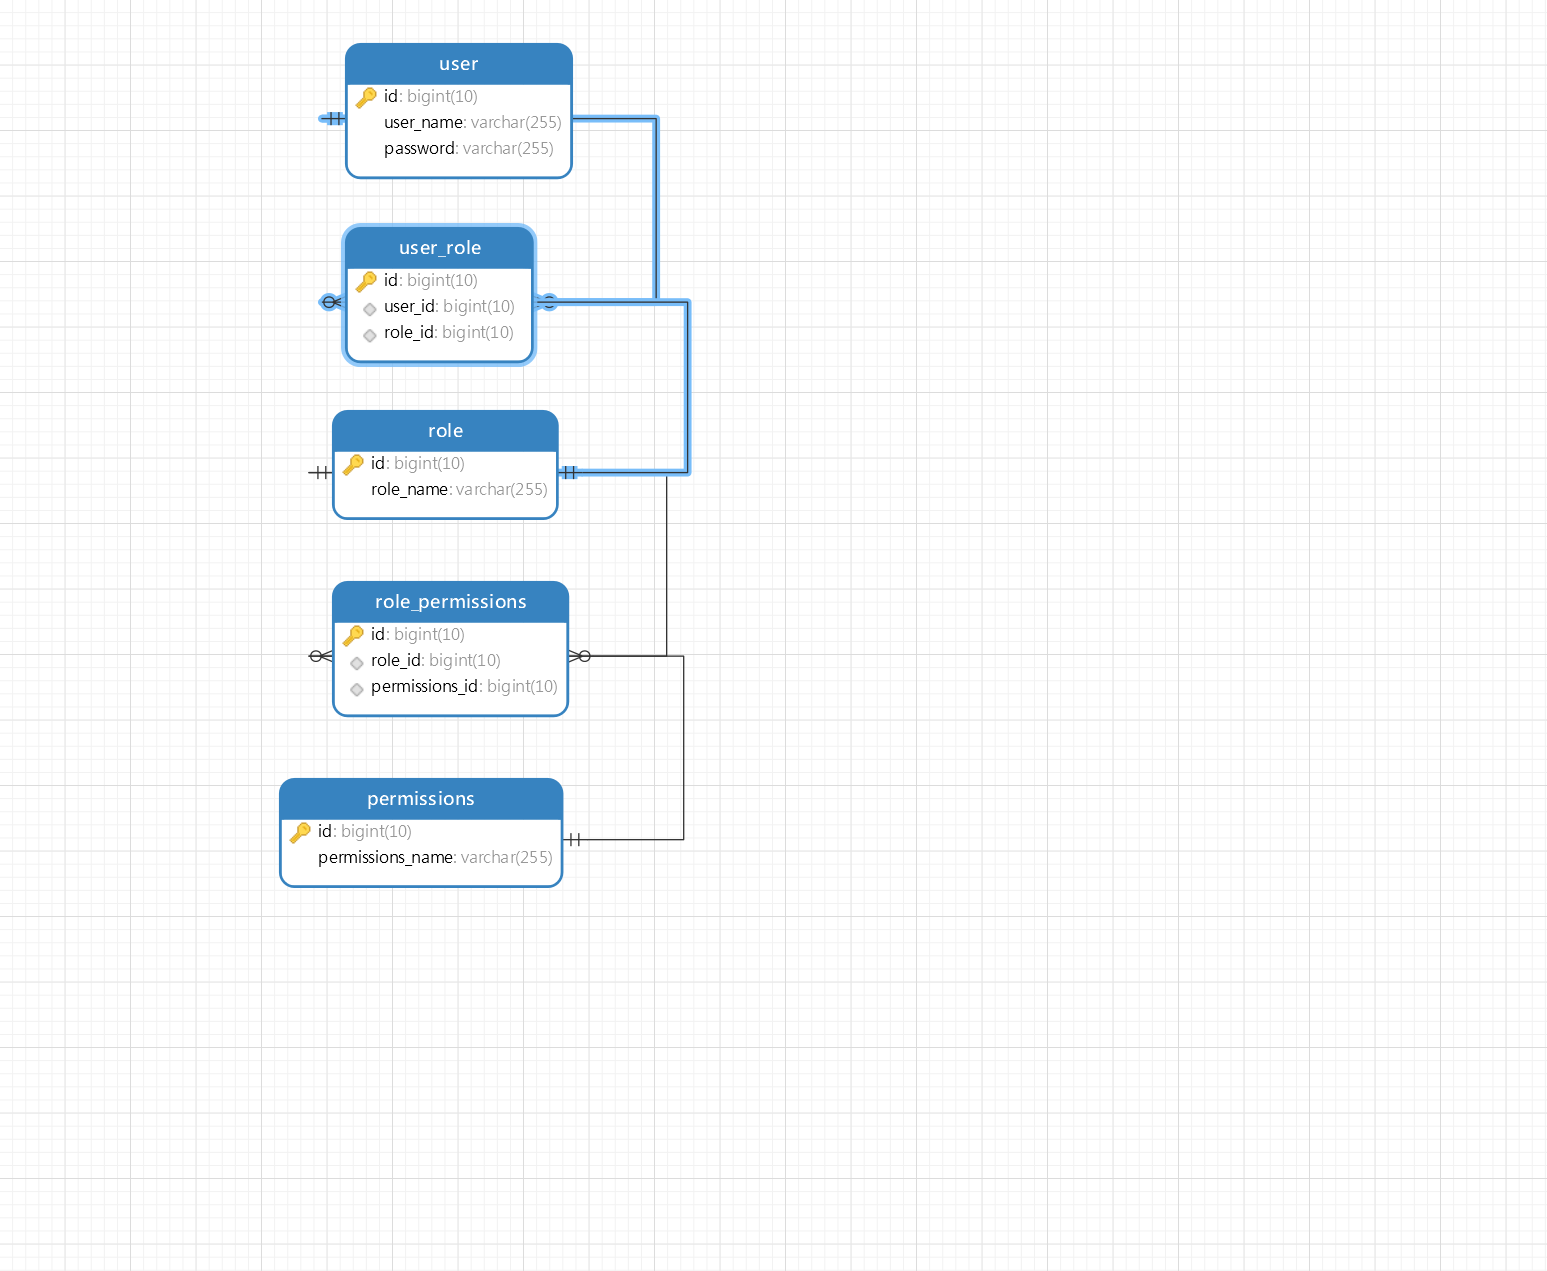 user
id: bigint(10)
user_name: varchar(255)
password: varchar(255)
user_role
id: bigint(10)
user_id: bigint(10)
role_id: bigint(10)
role
id: bigint(10)
role_name: varchar(255)
role_permissions
id: bigint(10)
role_id: bigint(10)
permissions_id: bigint(10)
permissions
id: bigint(10)
permissions_name: varchar(255)